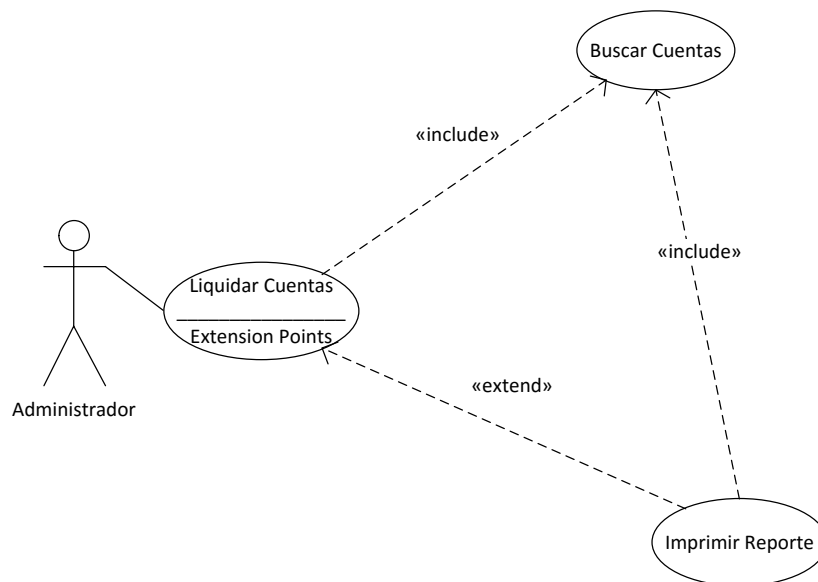 Buscar Cuentas
«include»
«include»
Liquidar Cuentas
Extension Points
«extend»
Administrador
Imprimir Reporte